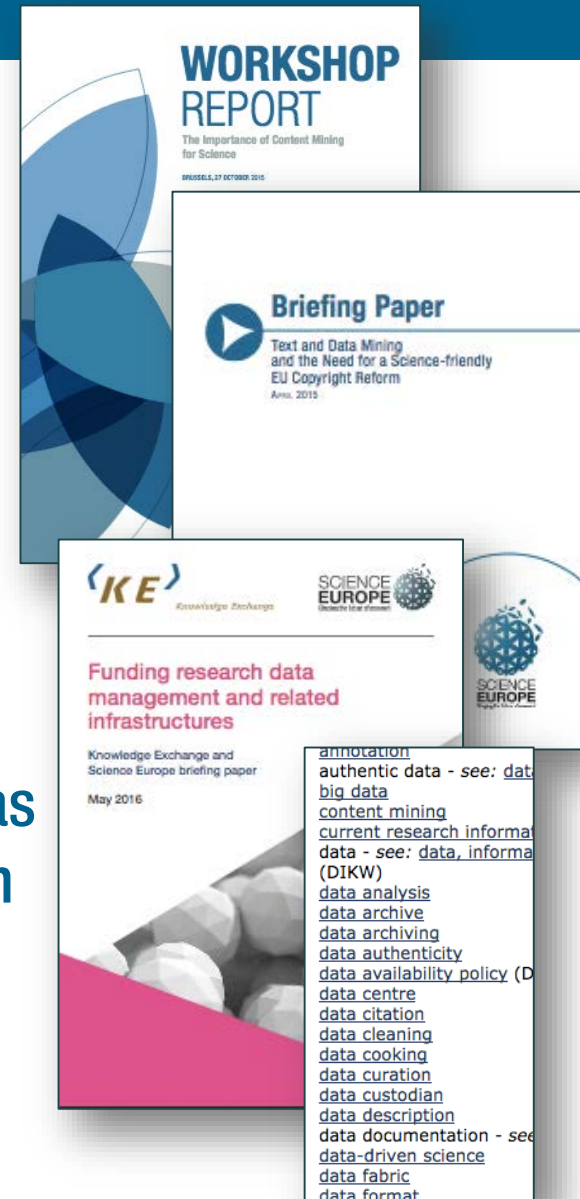 WORKSHOP
REPORT
The Importance of Content Mining
for Science
BRUSSELS, 27 OCTOBER 2015
Briefing Paper
Text and Data Mining
and the Need for a Science-friendly
EU Copyright Reform
APRIL 2015
SCIENCE
EUROPE
KE
Knowledge Exchange
SCIENCE
EUROPE
Funding research data
management and related
infrastructures
Knowledge Exchange and
Science Europe briefing paper
May 2016
as
n
annotation
authentic data - see: data
big data
content mining
current research informat
data - see: data, informa
(DIKW)
data analysis
data archive
data archiving
data authenticity
data availability policy (D
data centre
data citation
data cleaning
data cooking
data curation
data custodian
data description
data documentation - see
data-driven science
data fabric
data format